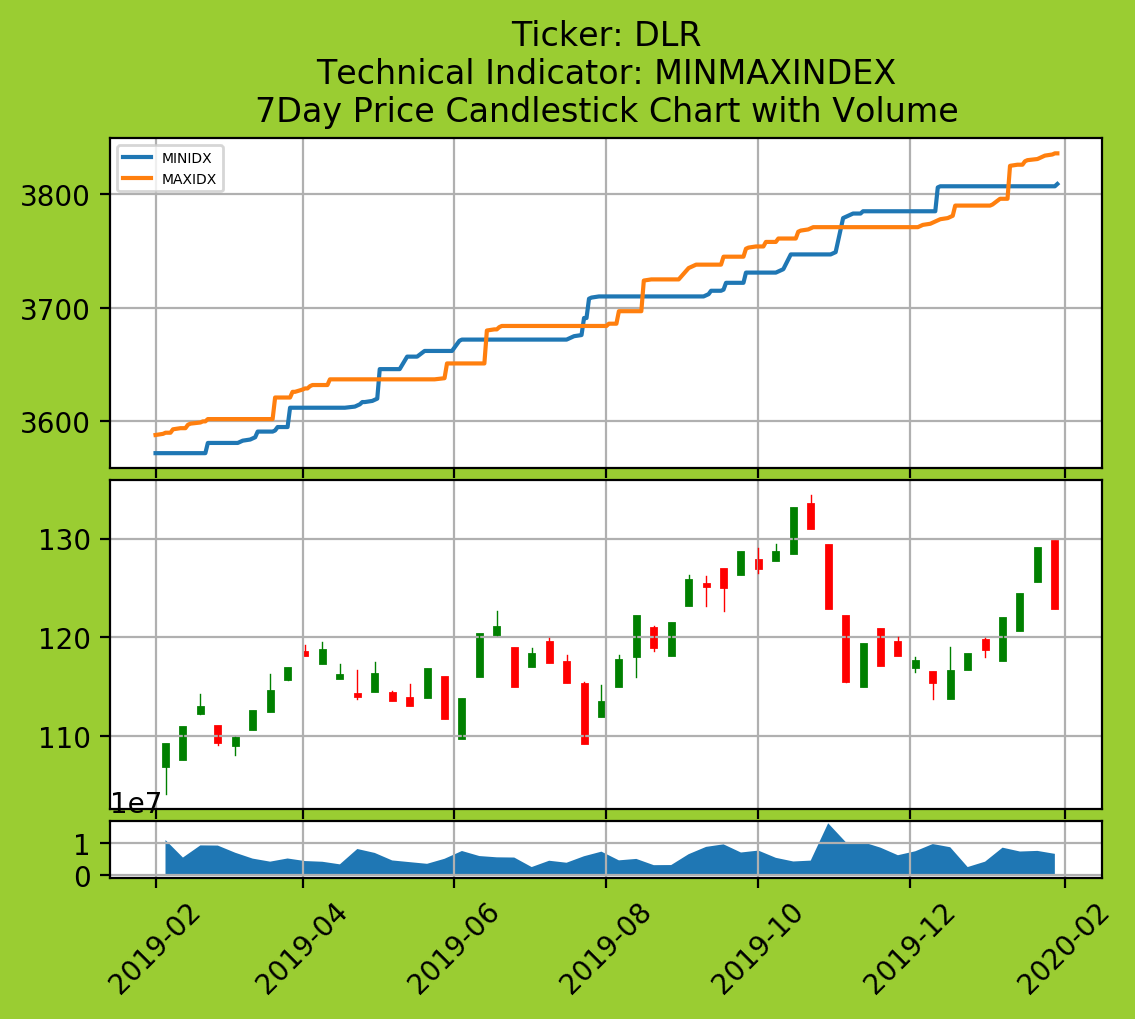 Ticker: DLR
Technical Indicator: MINMAXINDEX
7Day Price Candlestick Chart with Volume
MINIDX
MAXIDX
3800
3700
3600
130
120
110
1e7
1
0
2019-02
2019-04
2019-06
2019-08
2019-10
2019-12
2020-02